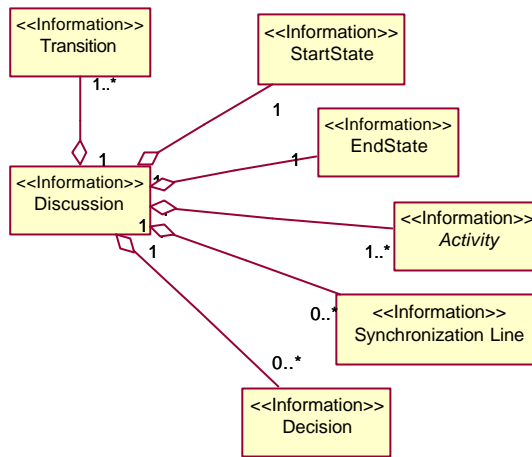 <<Information>>
Transition
<<Information>>
StartState
1..*
1
<<Information>>
EndState
1
1
<<Information>>
Discussion
1
<<Information>>
Activity
1
1..*
1
<<Information>>
Synchronization Line
0..*
0..*
<<Information>>
Decision